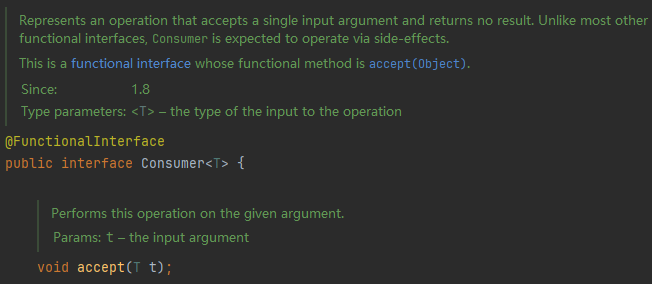 Represents an operation that accepts a single input argument and returns no result. Unlike most other
functional interfaces, Consumer is expected to operate via side-effects.
This is a functional interface whose functional method is accept(Object).
Since: 1.8
Type parameters: <T> – the type of the input to the operation
@FunctionalInterface
public interface Consumer<T> {
Performs this operation on the given argument.
Params: t – the input argument
void accept(T t);